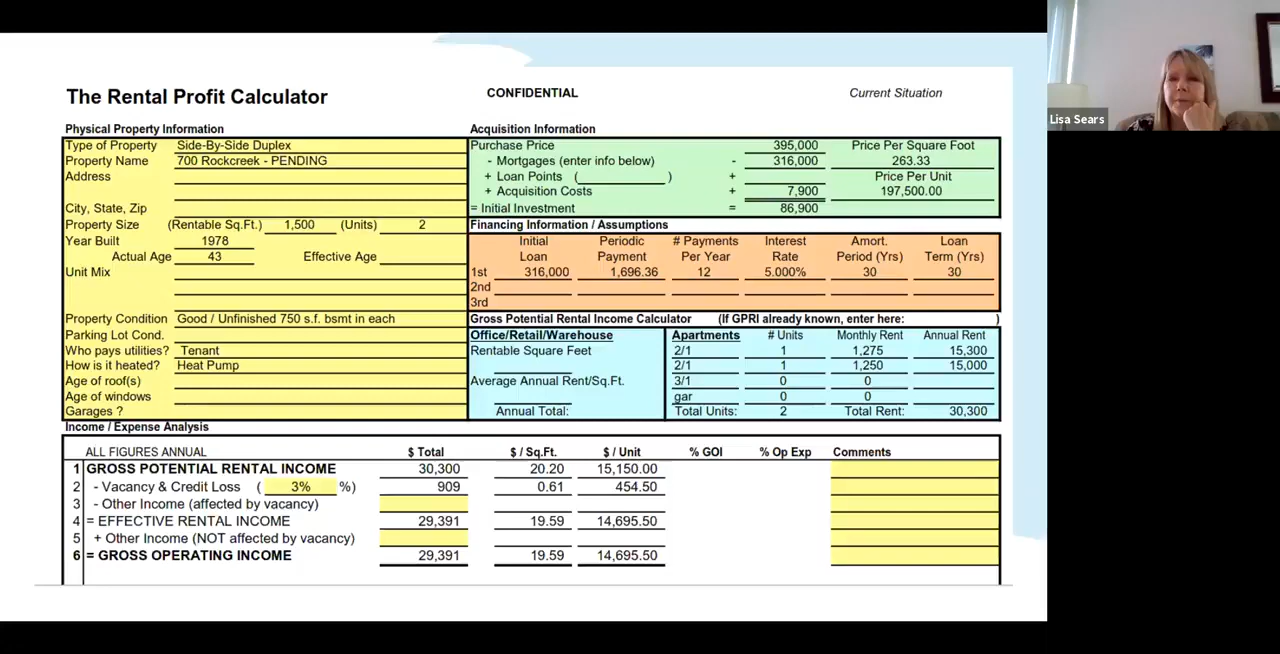 The Rental Profit Calculator
CONFIDENTIAL
Current Situation
Lisa Sears
Physical Property Information
Type of Property Side-By-Side Duplex
Property Name 700 Rockcreek - PENDING
Address
City, State, Zip
Property Size (Rentable Sq.Ft.) 1,500 (Units) 2
Year Built 1978
Actual Age 43 Effective Age
Unit Mix
Property Condition Good / Unfinished 750 s.f. bsmt in each
Parking Lot Cond.
Who pays utilities? Tenant
How is it heated? Heat Pump
Age of roof(s)
Age of windows
Garages ?
Acquisition Information
Purchase Price 395,000 Price Per Square Foot
- Mortgages (enter info below) - 316,000 263.33
+ Loan Points ( ) + Price Per Unit
+ Acquisition Costs + 7,900 197,500.00
= Initial Investment = 86,900
Financing Information / Assumptions
Initial Periodic # Payments Interest Amort. Loan
Loan Payment Per Year Rate Period (Yrs) Term (Yrs)
1st 316,000 1,696.36 12 5.000% 30 30
2nd
3rd
Gross Potential Rental Income Calculator (If GPRI already known, enter here: )
Office/Retail/Warehouse
Rentable Square Feet
Average Annual Rent/Sq.Ft.
Annual Total:
Apartments # Units Monthly Rent Annual Rent
2/1 1 1,275 15,300
2/1 1 1,250 15,000
3/1 0 0
gar 0 0
Total Units: 2 Total Rent: 30,300
Income / Expense Analysis
ALL FIGURES ANNUAL $ Total $ / Sq.Ft. $ / Unit % GOI % Op Exp Comments
1 GROSS POTENTIAL RENTAL INCOME 30,300 20.20 15,150.00
2 - Vacancy & Credit Loss ( 3% %) 909 0.61 454.50
3 - Other Income (affected by vacancy)
4 = EFFECTIVE RENTAL INCOME 29,391 19.59 14,695.50
5 + Other Income (NOT affected by vacancy)
6 = GROSS OPERATING INCOME 29,391 19.59 14,695.50